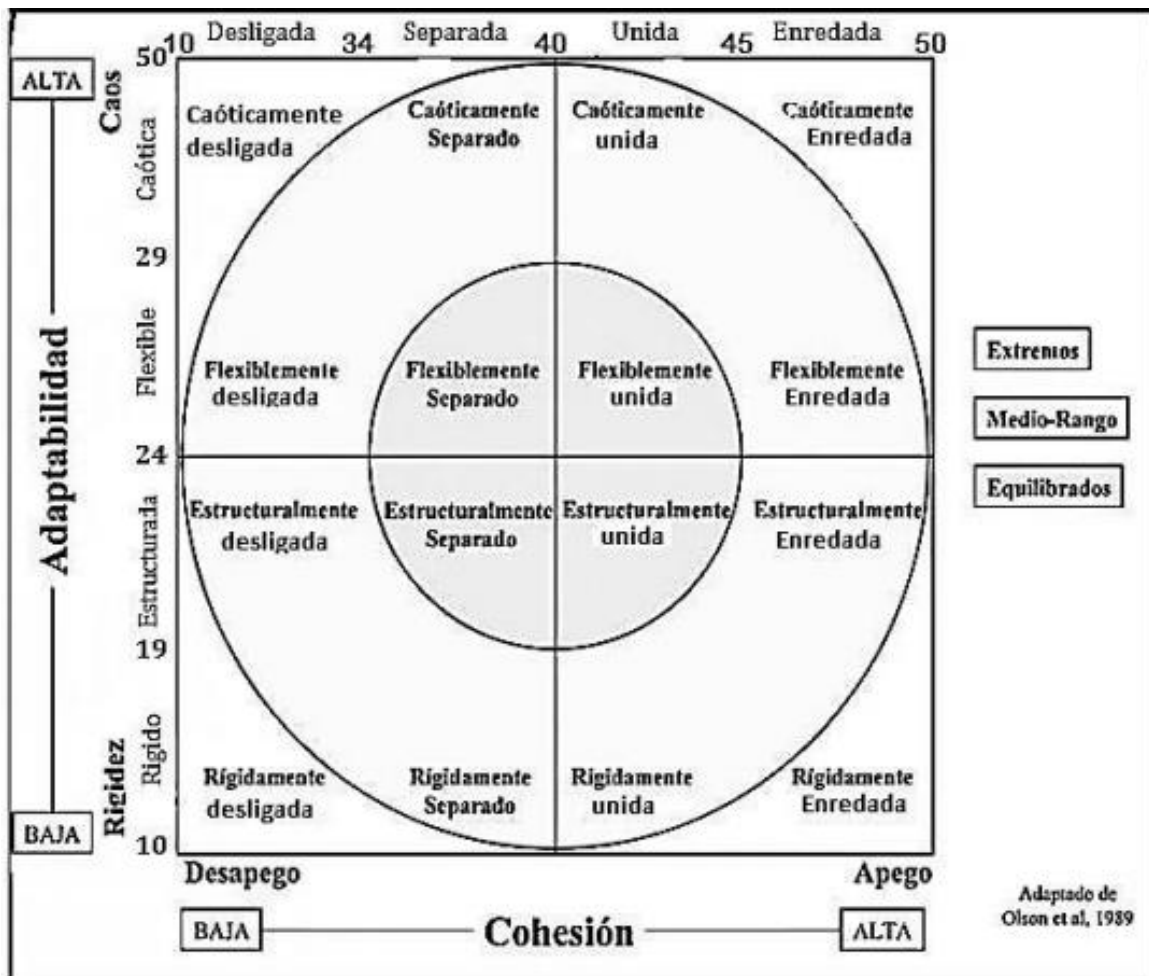 Desligada Separada Unida Enredada
10 34 40 45 50
50
ALTA
Caos
Caótica
Caóticamente
desligada
Caóticamente
Separado
Caóticamente
unida
Caóticamente
Enredada
29
Adaptabilidad
Flexible
Flexiblemente
desligada
Flexiblemente
Separado
Flexiblemente
unida
Flexiblemente
Enredada
Extremos
Medio-Rango
Equilibrados
24
Estructurada
Estructuralmente
desligada
Estructuralmente
Separado
Estructuralmente
unida
Estructuralmente
Enredada
19
Rigidez
Rígido
Rígidamente
desligada
Rígidamente
Separado
Rígidamente
unida
Rígidamente
Enredada
BAJA
10
Desapego
Apego
BAJA
Cohesión
ALTA
Adaptado de
Olson et al, 1989